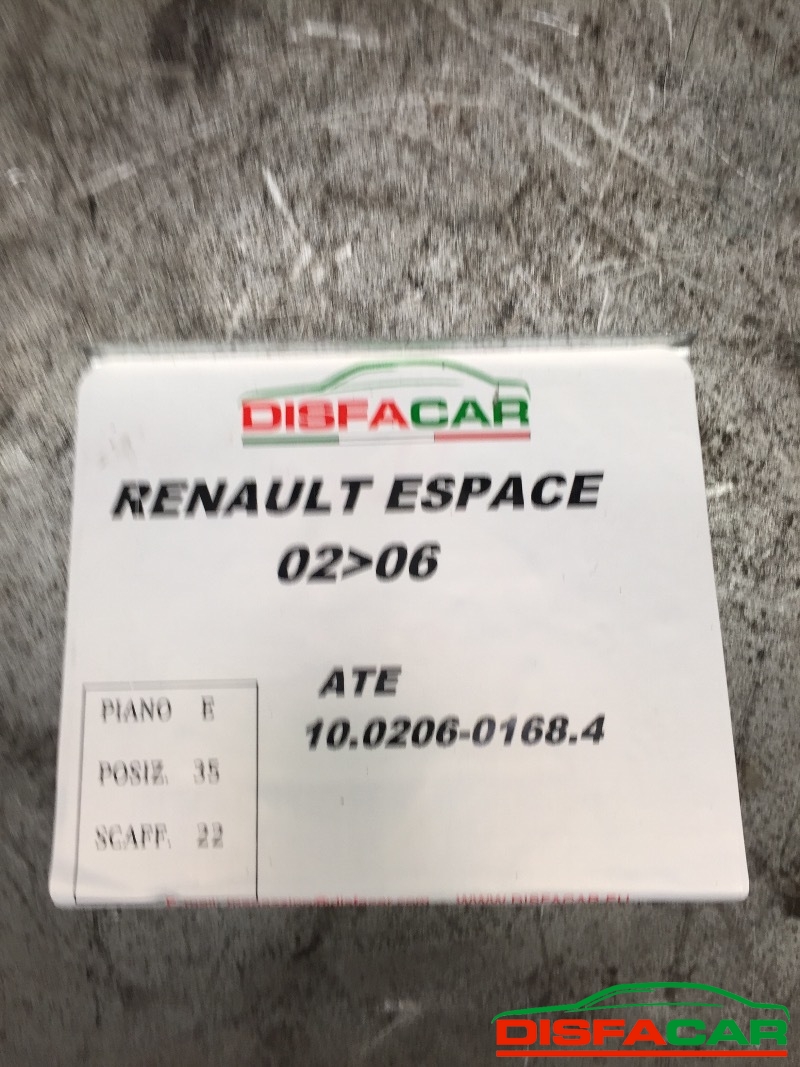 DISFACAR
RENAULT ESPACE
02>06
ATE
10.0206-0168.4
PIANO E
POSIZ. 35
SCAFF. 22
WWW.DISFACAR.EU
DISFACAR